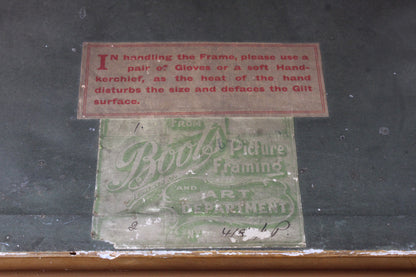 IN handling the Frame, please use a
pair of Gloves or a soft Hand-
kerchief, as the heat of the hand
disturbs the size and defaces the Gilt
surface.
FROM
Boots
Picture
Framing
AND
ART
DEPARTMENT